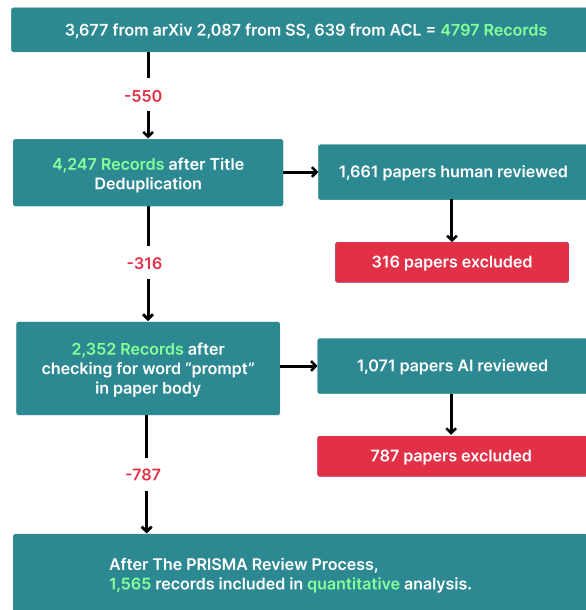 3,677 from arXiv 2,087 from SS, 639 from ACL = 4797 Records
-550
4,247 Records after Title
Deduplication
1,661 papers human reviewed
-316
316 papers excluded
2,352 Records after
checking for word “prompt”
in paper body
1,071 papers AI reviewed
787 papers excluded
-787
After The PRISMA Review Process,
1,565 records included in quantitative analysis.